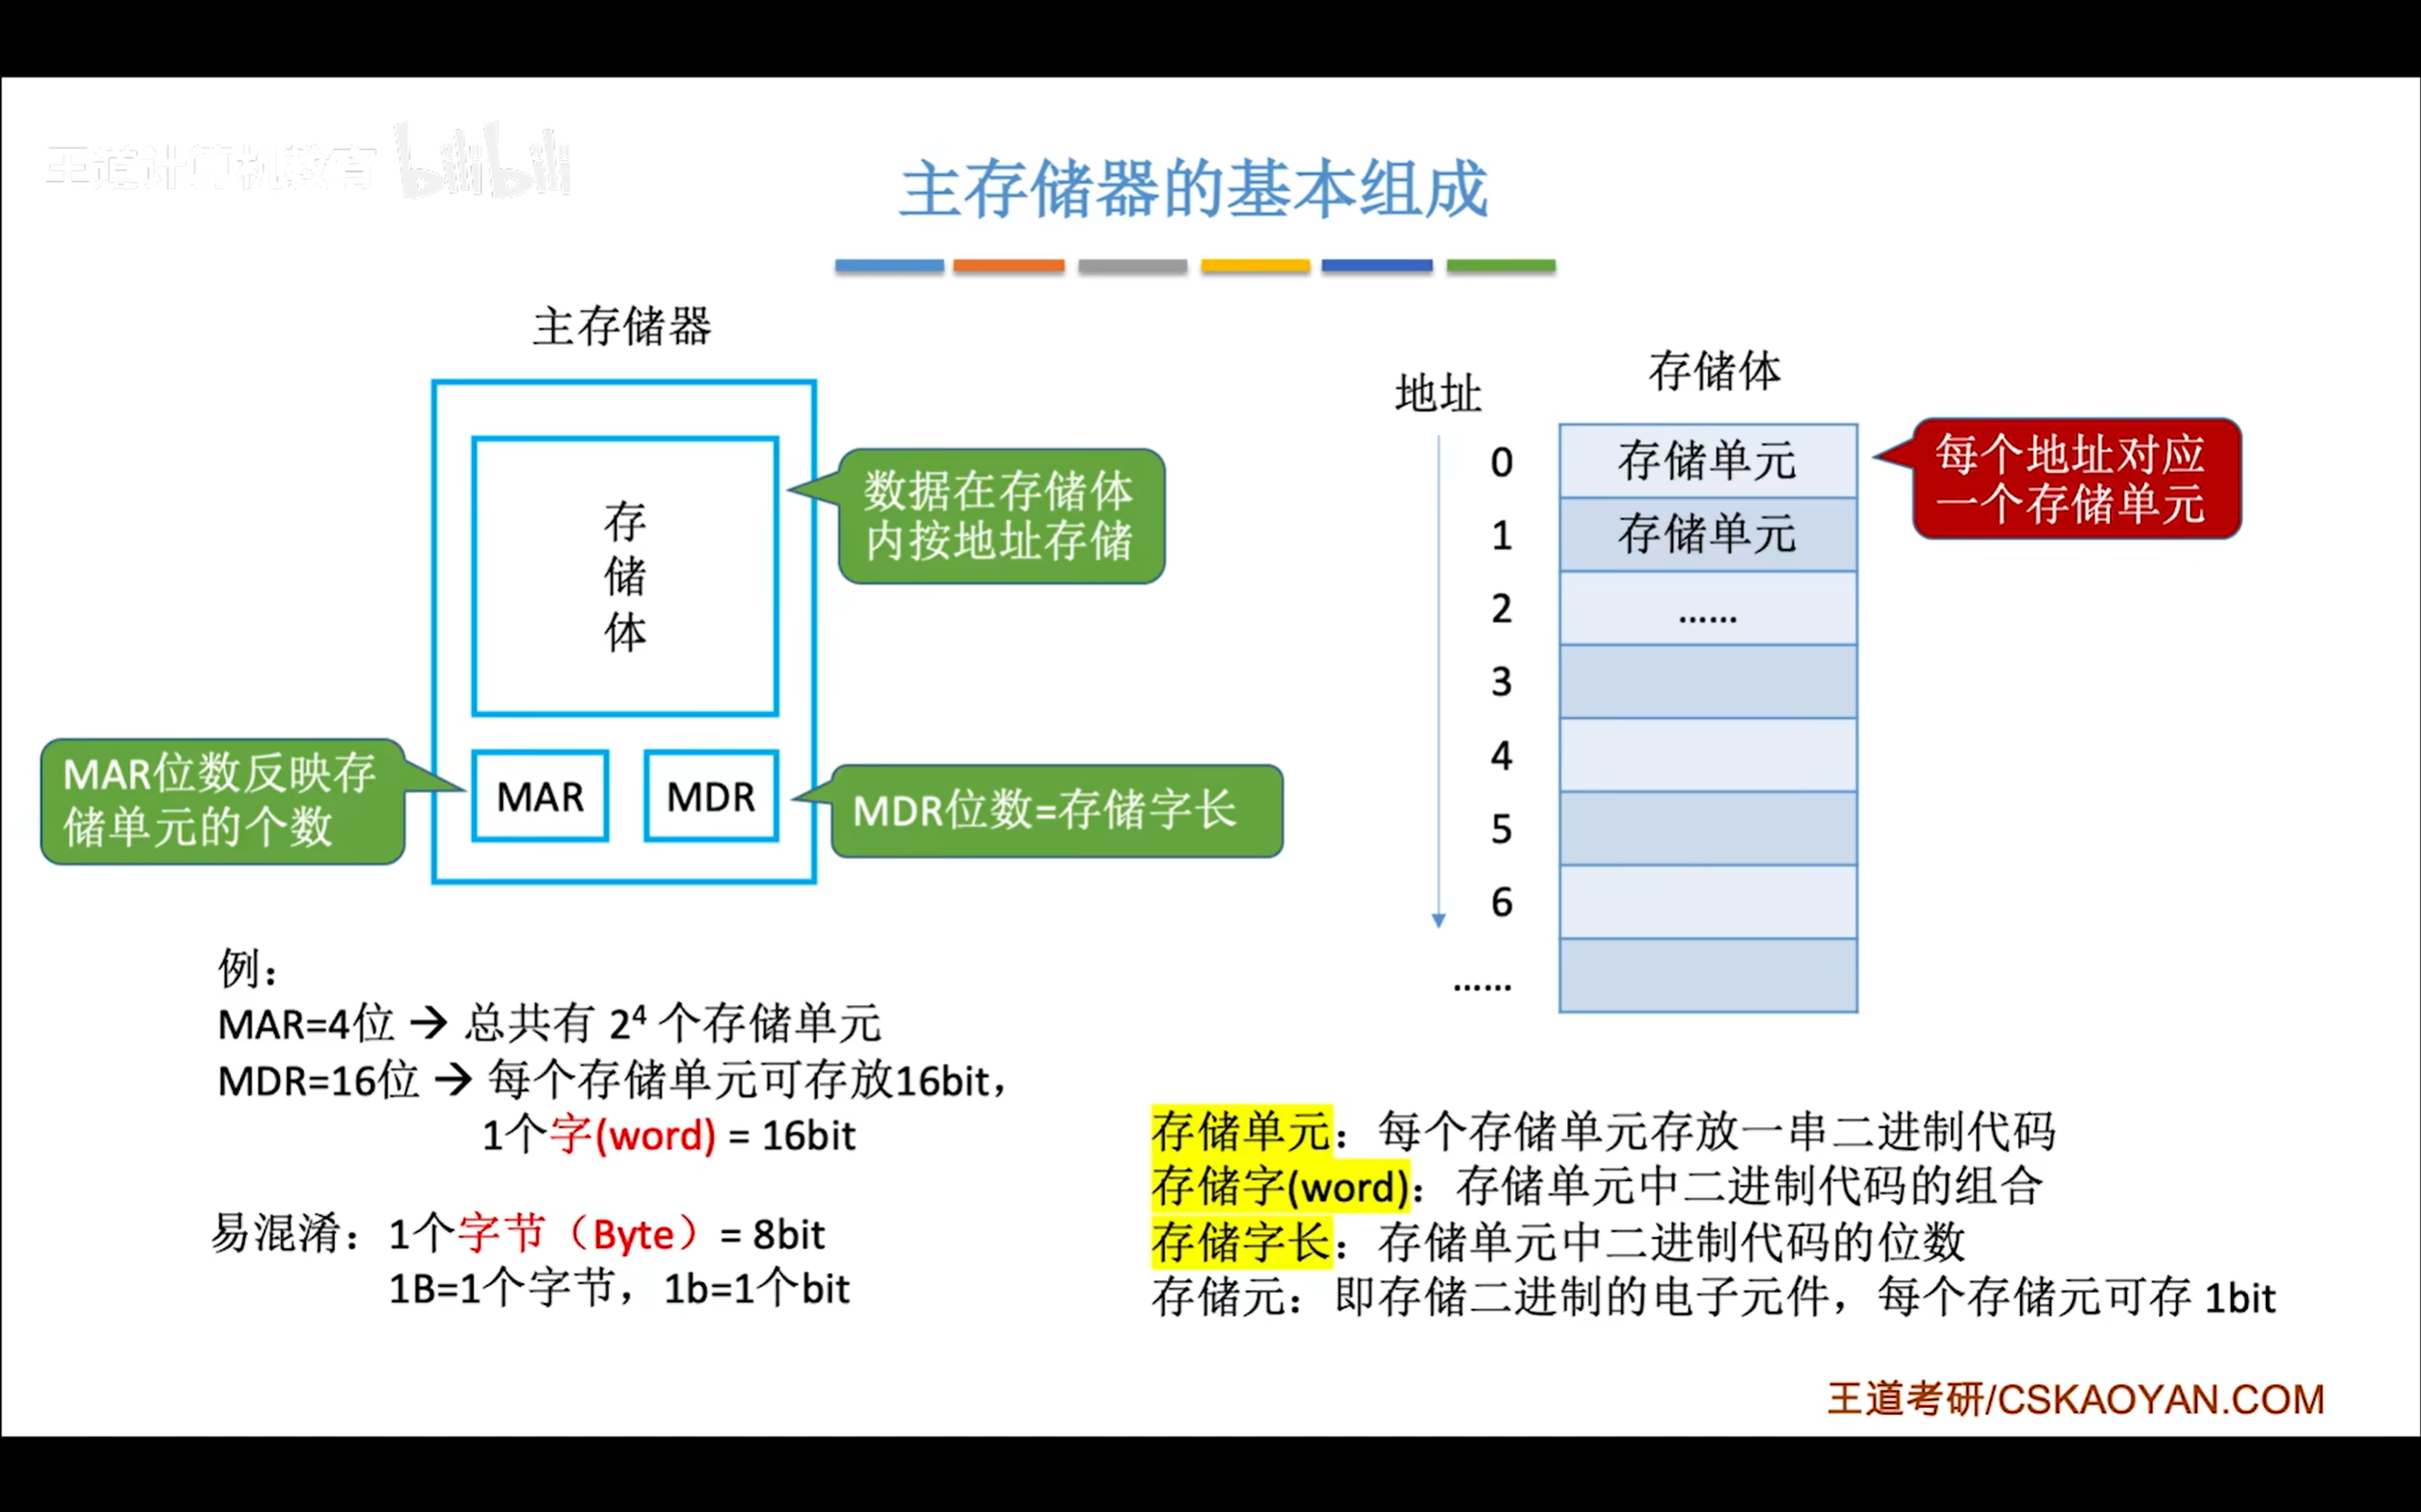 王道计算机教育 bilibili
主存储器的基本组成
主存储器
存
储
体
数据在存储体
内按地址存储
MAR位数反映存
储单元的个数
MAR
MDR
MDR位数=存储字长
地址
存储体
0 存储单元
1 存储单元
2 ......
3
4
5
6
......
每个地址对应
一个存储单元
例：
MAR=4位 → 总共有 2⁴ 个存储单元
MDR=16位 → 每个存储单元可存放16bit，
1个字(word) = 16bit
易混淆：1个字节（Byte）= 8bit
1B=1个字节，1b=1个bit
存储单元：每个存储单元存放一串二进制代码
存储字(word)：存储单元中二进制代码的组合
存储字长：存储单元中二进制代码的位数
存储元：即存储二进制的电子元件，每个存储元可存 1bit
王道考研/CSKAOYAN.COM